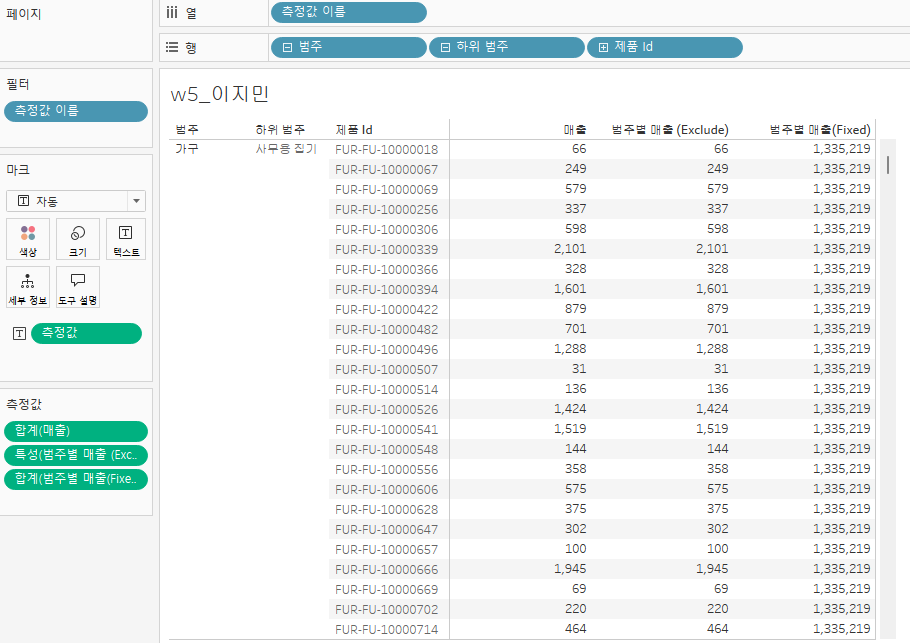 페이지
열
측정값 이름
행
범주
하위 범주
제품 Id
필터
측정값 이름
마크
자동
색상
크기
텍스트
세부 정보
도구 설명
측정값
측정값
합계(매출)
특성(범주별 매출 (Exc..
합계(범주별 매출(Fixe..
w5_이지민
범주 하위 범주 제품 Id 매출 범주별 매출 (Exclude) 범주별 매출(Fixed)
가구 사무용 집기 FUR-FU-10000018 66 66 1,335,219
FUR-FU-10000067 249 249 1,335,219
FUR-FU-10000069 579 579 1,335,219
FUR-FU-10000256 337 337 1,335,219
FUR-FU-10000306 598 598 1,335,219
FUR-FU-10000339 2,101 2,101 1,335,219
FUR-FU-10000366 328 328 1,335,219
FUR-FU-10000394 1,601 1,601 1,335,219
FUR-FU-10000422 879 879 1,335,219
FUR-FU-10000482 701 701 1,335,219
FUR-FU-10000496 1,288 1,288 1,335,219
FUR-FU-10000507 31 31 1,335,219
FUR-FU-10000514 136 136 1,335,219
FUR-FU-10000526 1,424 1,424 1,335,219
FUR-FU-10000541 1,519 1,519 1,335,219
FUR-FU-10000548 144 144 1,335,219
FUR-FU-10000556 358 358 1,335,219
FUR-FU-10000606 575 575 1,335,219
FUR-FU-10000628 375 375 1,335,219
FUR-FU-10000647 302 302 1,335,219
FUR-FU-10000657 100 100 1,335,219
FUR-FU-10000666 1,945 1,945 1,335,219
FUR-FU-10000669 69 69 1,335,219
FUR-FU-10000702 220 220 1,335,219
FUR-FU-10000714 464 464 1,335,219